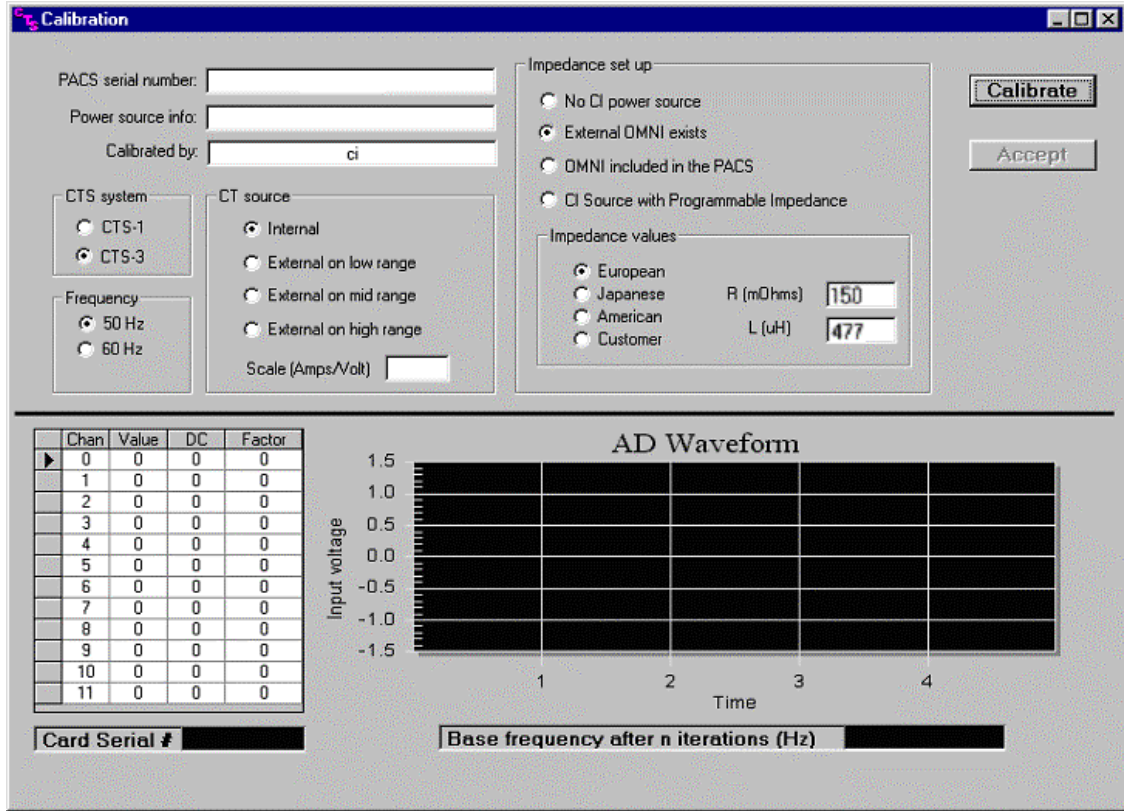 CTS Calibration
PACS serial number:
Power source info:
Calibrated by: ci
CTS system
CTS-1
CTS-3
Frequency
50 Hz
60 Hz
CT source
Internal
External on low range
External on mid range
External on high range
Scale (Amps/Volt)
Impedance set up
No CI power source
External OMNI exists
OMNI included in the PACS
CI Source with Programmable Impedance
Impedance values
European
Japanese
American
Customer
R (mOhms) 150
L (uH) 477
Calibrate
Accept
Chan Value DC Factor
0 0 0 0
1 0 0 0
2 0 0 0
3 0 0 0
4 0 0 0
5 0 0 0
6 0 0 0
7 0 0 0
8 0 0 0
9 0 0 0
10 0 0 0
11 0 0 0
Card Serial #
AD Waveform
Input voltage
1.5
1.0
0.5
0.0
-0.5
-1.0
-1.5
1 2 3 4
Time
Base frequency after n iterations (Hz)